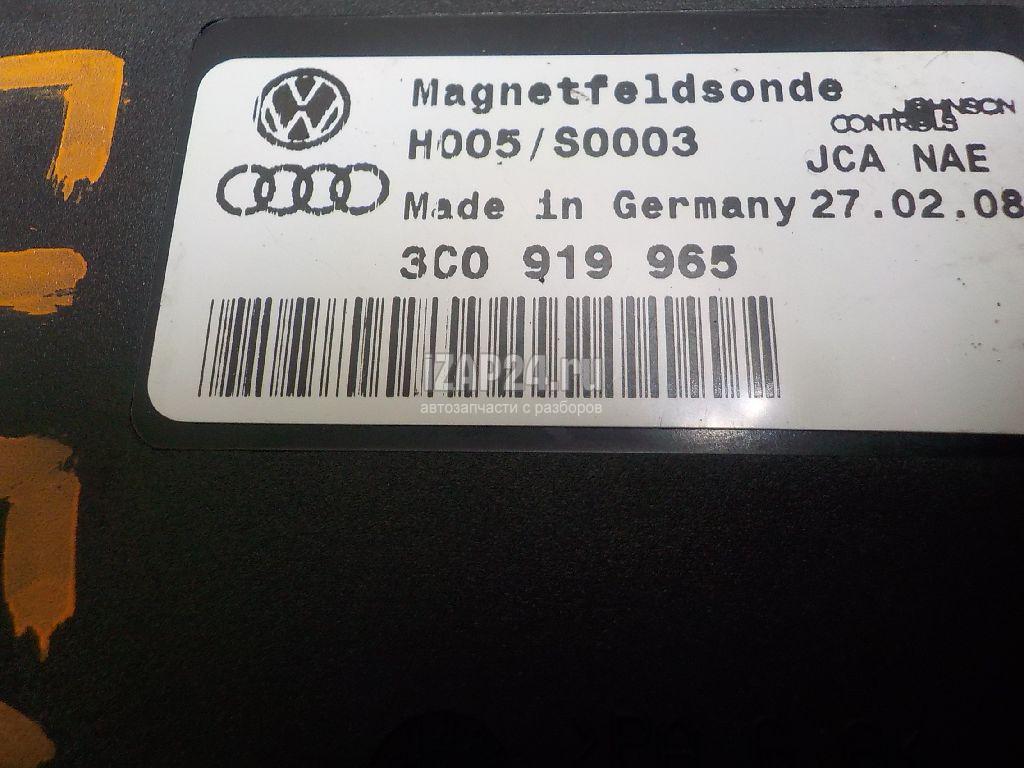 Magnetfeldsonde
H005/S0003
JOHNSON
CONTROLS
JCA NAE
Made in Germany 27.02.08
3C0 919 965
iZAP24.ru
автозапчасти с разборов